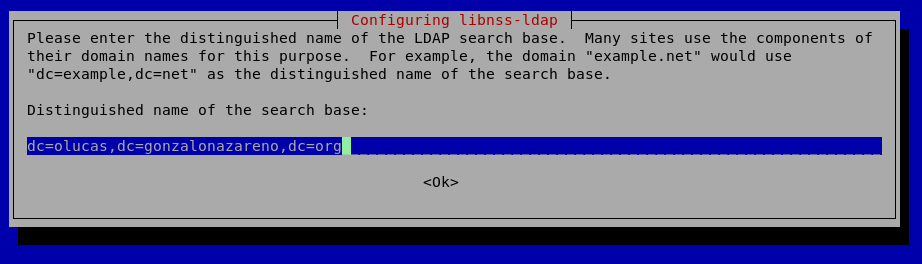 Configuring libnss-ldap
Please enter the distinguished name of the LDAP search base.  Many sites use the components of
their domain names for this purpose.  For example, the domain "example.net" would use
"dc=example,dc=net" as the distinguished name of the search base.
Distinguished name of the search base:
dc=olucas,dc=gonzalonazareno,dc=org
<Ok>